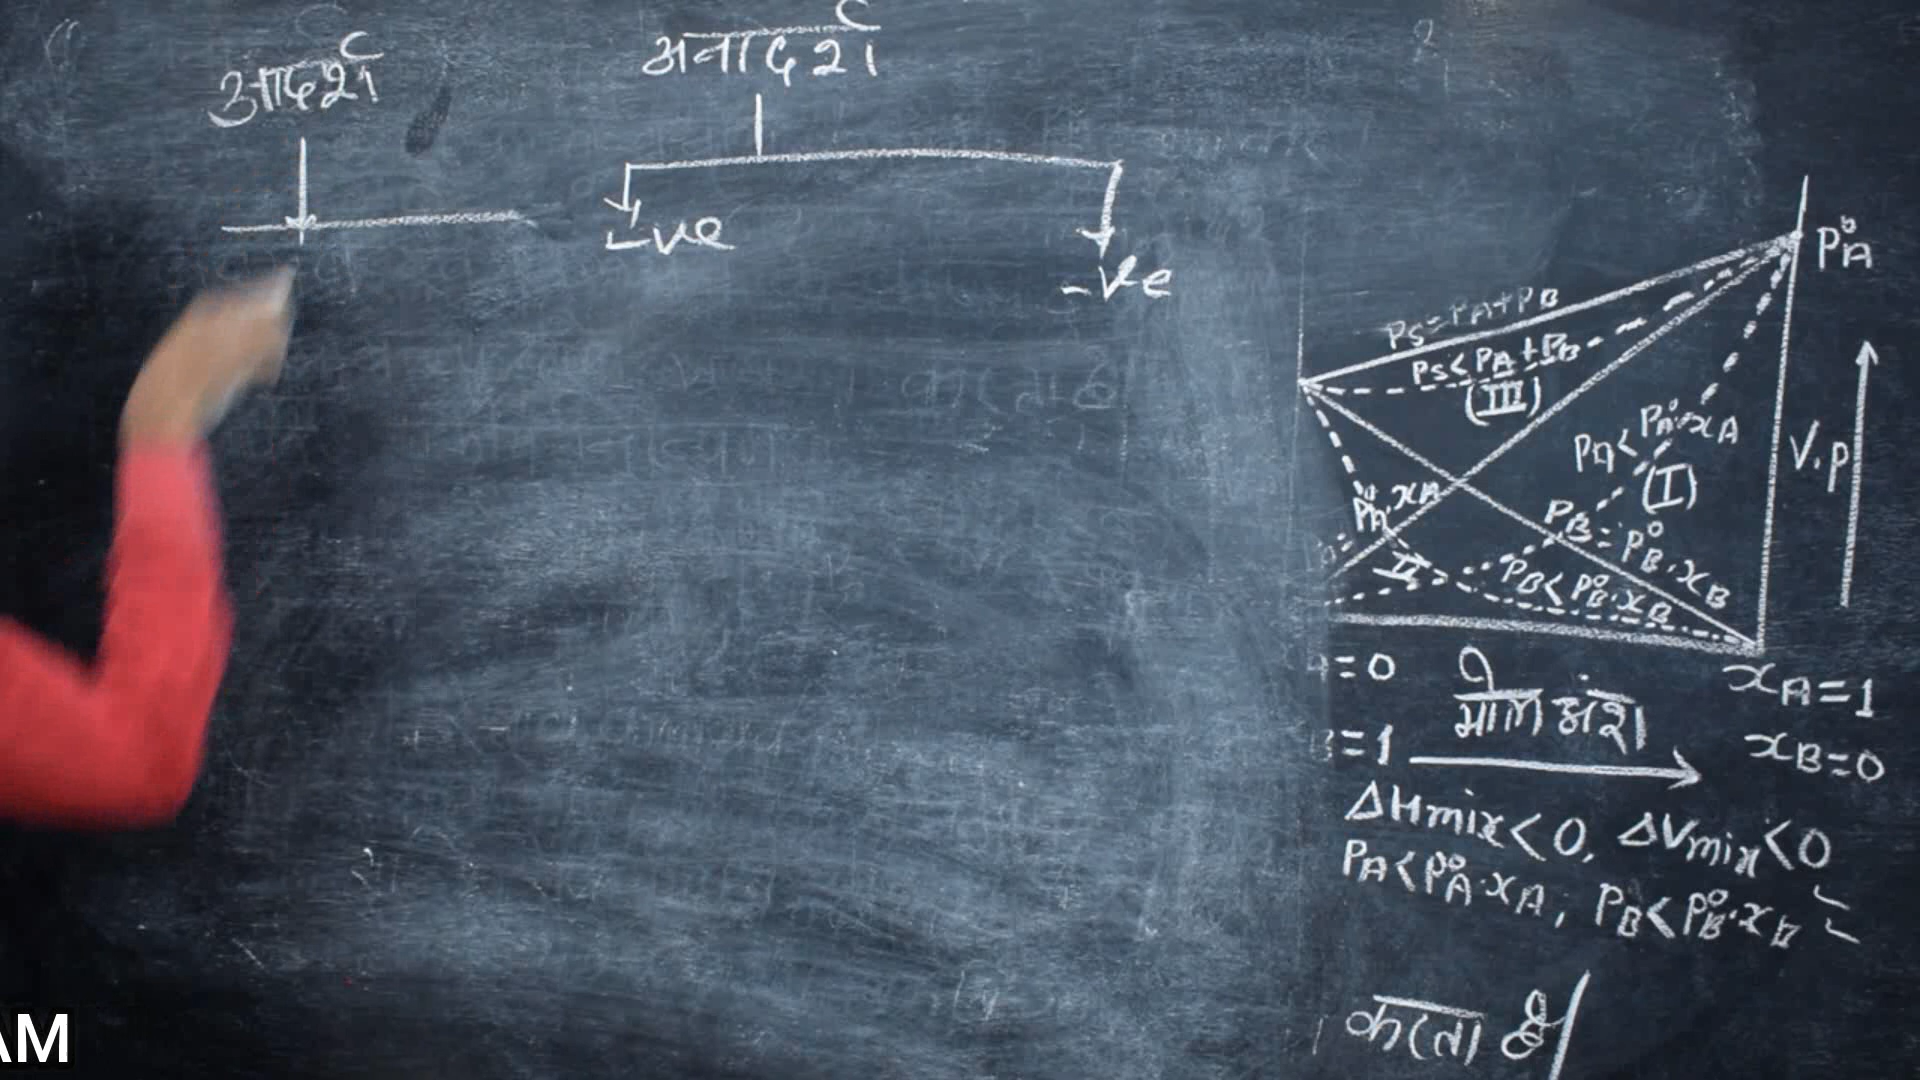 आदर्श
अनादर्श
-ve
-ve
P°A
PS=PA+PB
PS<PA+PB
(III)
PA<P°A·xA
(I)
V.P
P°A·xA
PB=P°B·xB
II
PB<P°B·xB
=0
मोल अंश
xA=1
=1
xB=0
ΔHmix<0, ΔVmix<0
PA<P°A·xA; PB<P°B·xB
करता है।
AM